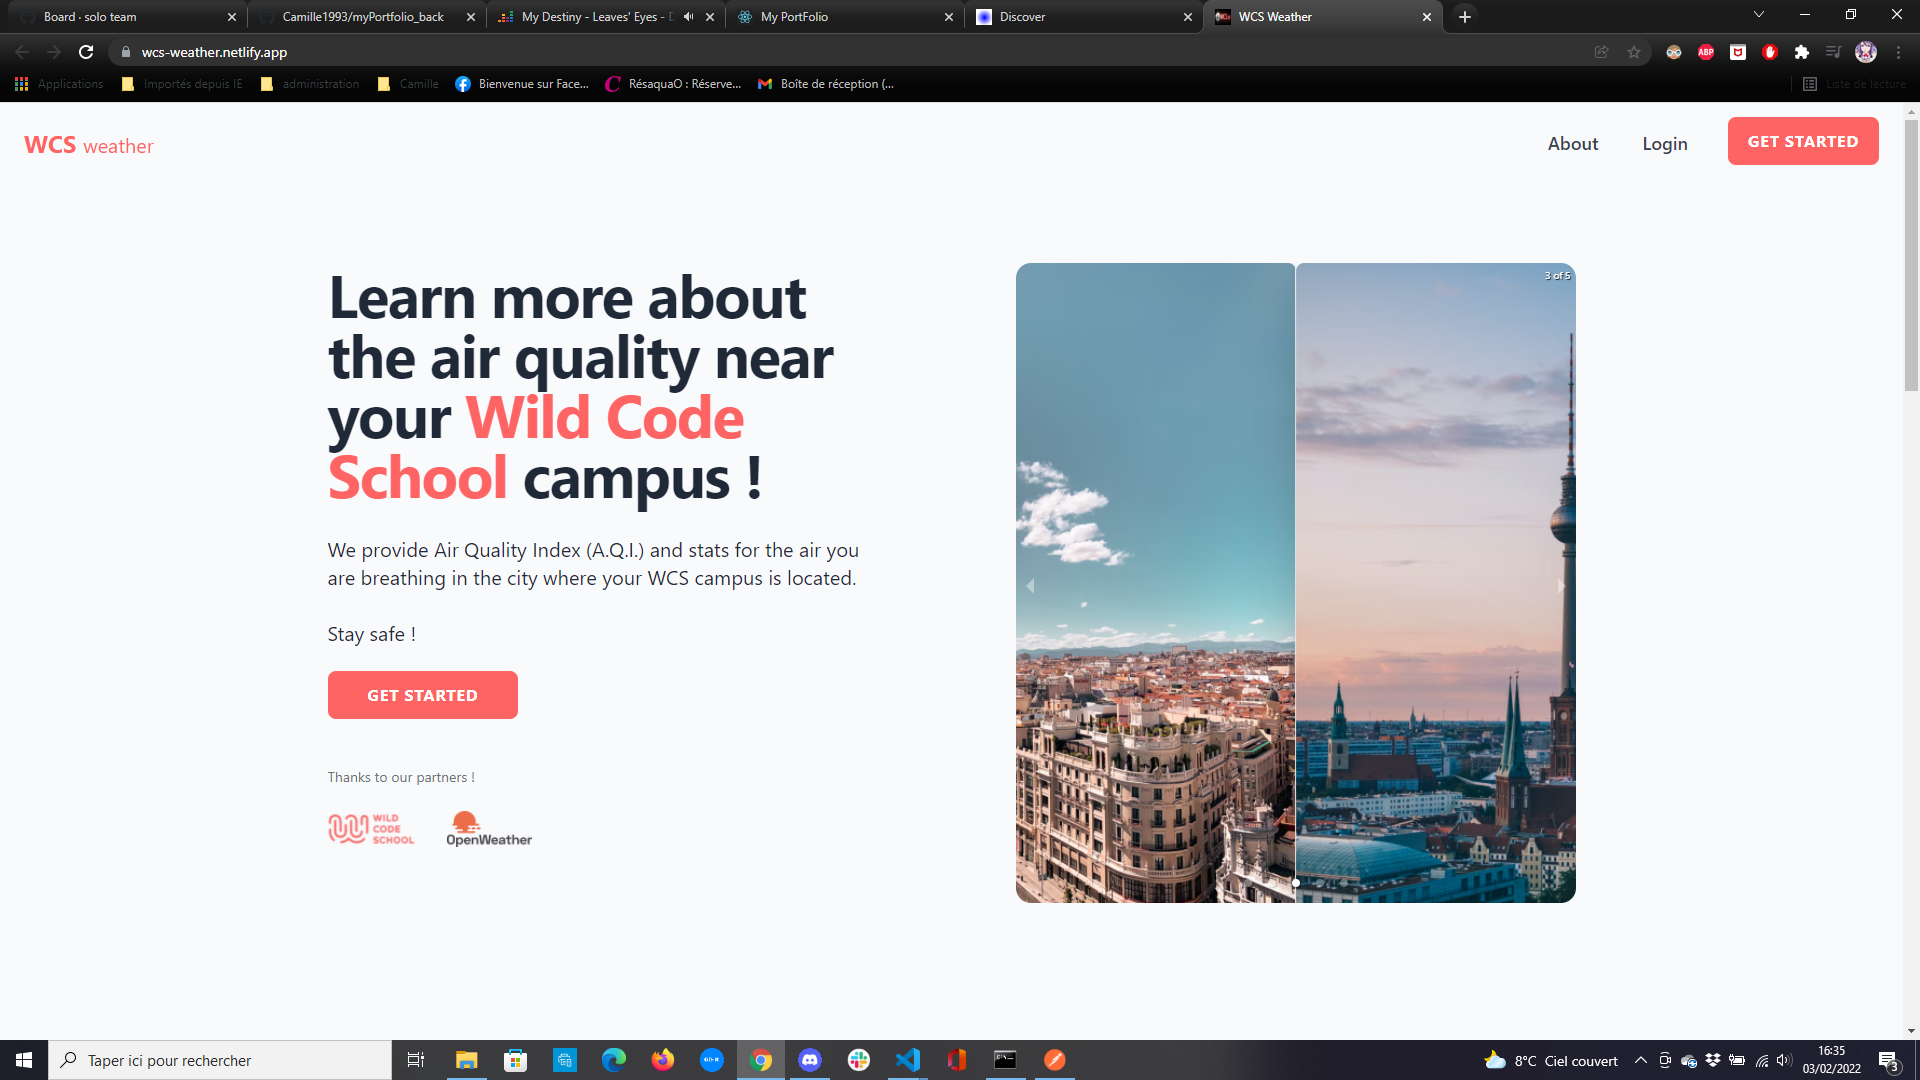 Board · solo team
Camille1993/myPortfolio_back
My Destiny - Leaves' Eyes -
My PortFolio
Discover
WCS Weather
wcs-weather.netlify.app
ABP
Applications
Importés depuis IE
administration
Camille
Bienvenue sur Face...
RésaquaO : Réserve...
Boîte de réception (...
Liste de lecture
WCS weather
About
Login
GET STARTED
Learn more about
the air quality near
your Wild Code
School campus !
We provide Air Quality Index (A.Q.I.) and stats for the air you
are breathing in the city where your WCS campus is located.
Stay safe !
GET STARTED
Thanks to our partners !
WILD
CODE
SCHOOL
OpenWeather
3 of 5
Taper ici pour rechercher
8°C Ciel couvert
16:35
03/02/2022
3